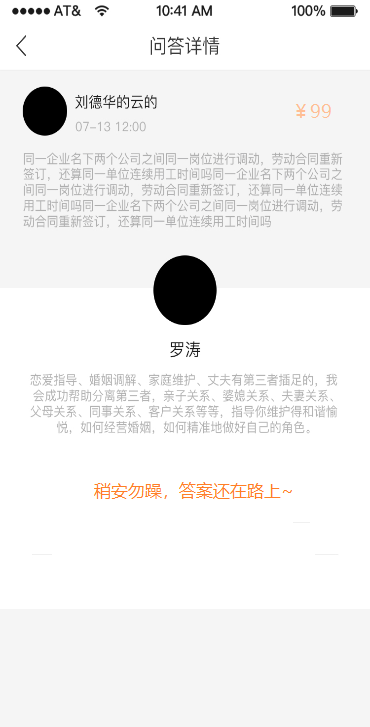 AT&T 10:41 AM 100%
问答详情
刘德华的云的
07-13 12:00
¥29
同一企业名下两个公司之间同一岗位进行调动，劳动合同重新
签订，还算同一单位连续用工时间吗同一企业名下两个公司之
间同一岗位进行调动，劳动合同重新签订，还算同一单位连续
用工时间吗同一企业名下两个公司之间同一岗位进行调动，劳
动合同重新签订，还算同一单位连续用工时间吗
罗涛
恋爱指导、婚姻调解、家庭维护、丈夫有第三者插足的，我
会成功帮助分离第三者，亲子关系、婆媳关系、夫妻关系、
父母关系、同事关系、客户关系等等，指导你维护得和谐愉
悦，如何经营婚姻，如何精准地做好自己的角色。
稍安勿躁，答案还在路上~